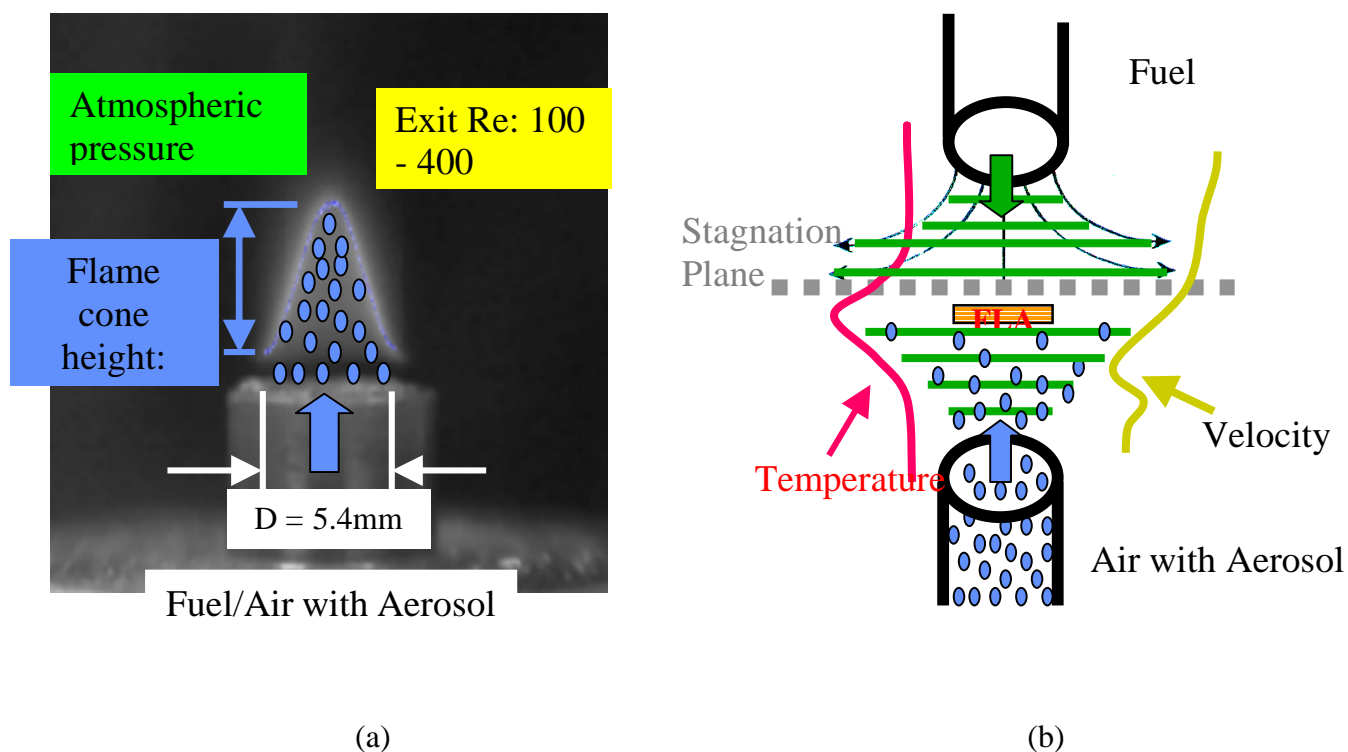 Atmospheric
pressure
Exit Re: 100
- 400
Flame
cone
height:
D = 5.4mm
Fuel/Air with Aerosol
(a)
Fuel
Stagnation
Plane
FLA
Temperature
Velocity
Air with Aerosol
(b)